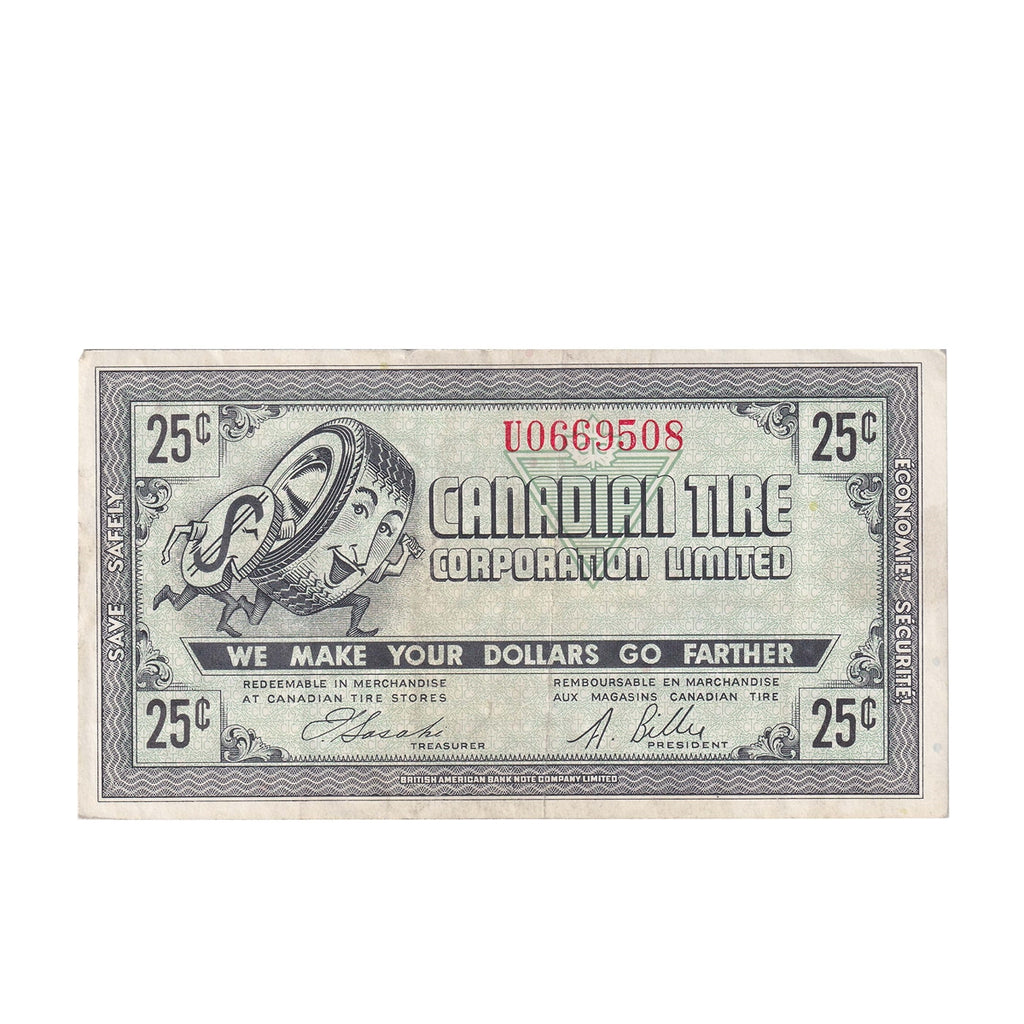 25¢
U0669508
25¢
CANADIAN TIRE
CORPORATION LIMITED
SAVE SAFELY
ÉCONOMIE, SÉCURITÉ,
WE MAKE YOUR DOLLARS GO FARTHER
REDEEMABLE IN MERCHANDISE
AT CANADIAN TIRE STORES
REMBOURSABLE EN MARCHANDISE
AUX MAGASINS CANADIAN TIRE
25¢
TREASURER
A. Billes
PRESIDENT
25¢
BRITISH AMERICAN BANK NOTE COMPANY LIMITED